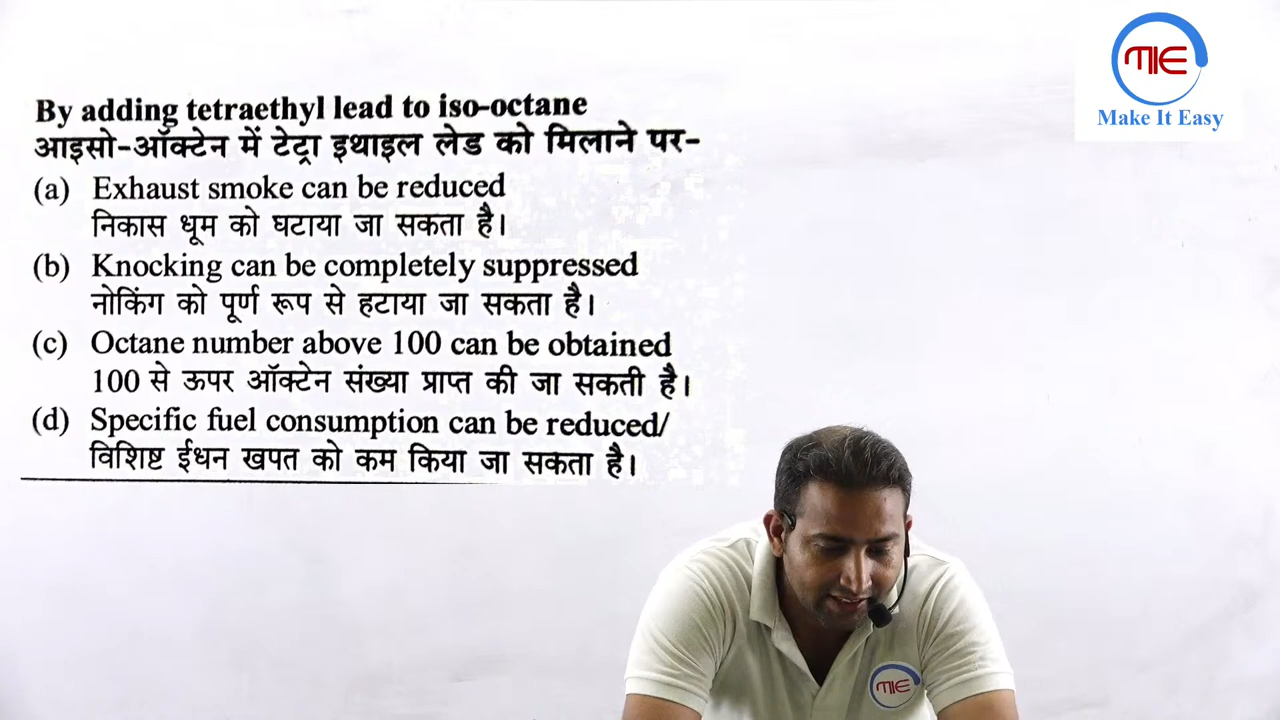 MIE
Make It Easy
By adding tetraethyl lead to iso-octane
आइसो-ऑक्टेन में टेट्रा इथाइल लेड को मिलाने पर-
(a) Exhaust smoke can be reduced
निकास धूम को घटाया जा सकता है।
(b) Knocking can be completely suppressed
नोकिंग को पूर्ण रूप से हटाया जा सकता है।
(c) Octane number above 100 can be obtained
100 से ऊपर ऑक्टेन संख्या प्राप्त की जा सकती है।
(d) Specific fuel consumption can be reduced/
विशिष्ट ईधन खपत को कम किया जा सकता है।
MIE